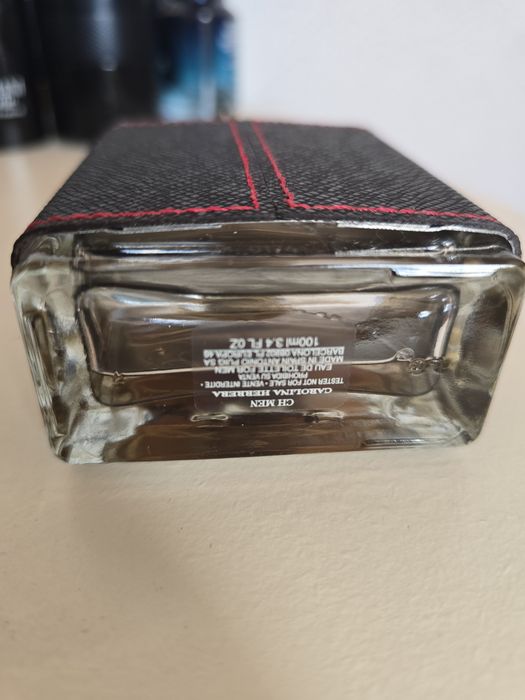 CH MEN
CAROLINA HERRERA
TESTER NOT FOR SALE • VENTE INTERDITE
PROHIBIDA SU VENTA
EAU DE TOILETTE FOR MEN
MADE IN SPAIN ANTONIO PUIG SA
BARCELONA 08902 PL. EUROPA 46
100ml 3.4 FL OZ